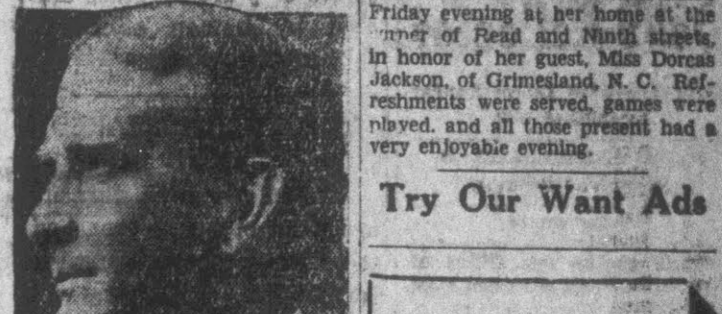 Friday evening at her home at the
of Read and Ninth streets,
in honor of her guest, Miss Dorcas
Jackson, of Grimesland, N. C. Ref-
reshments were served, games were
played, and all those present had a
very enjoyable evening.
Try Our Want Ads